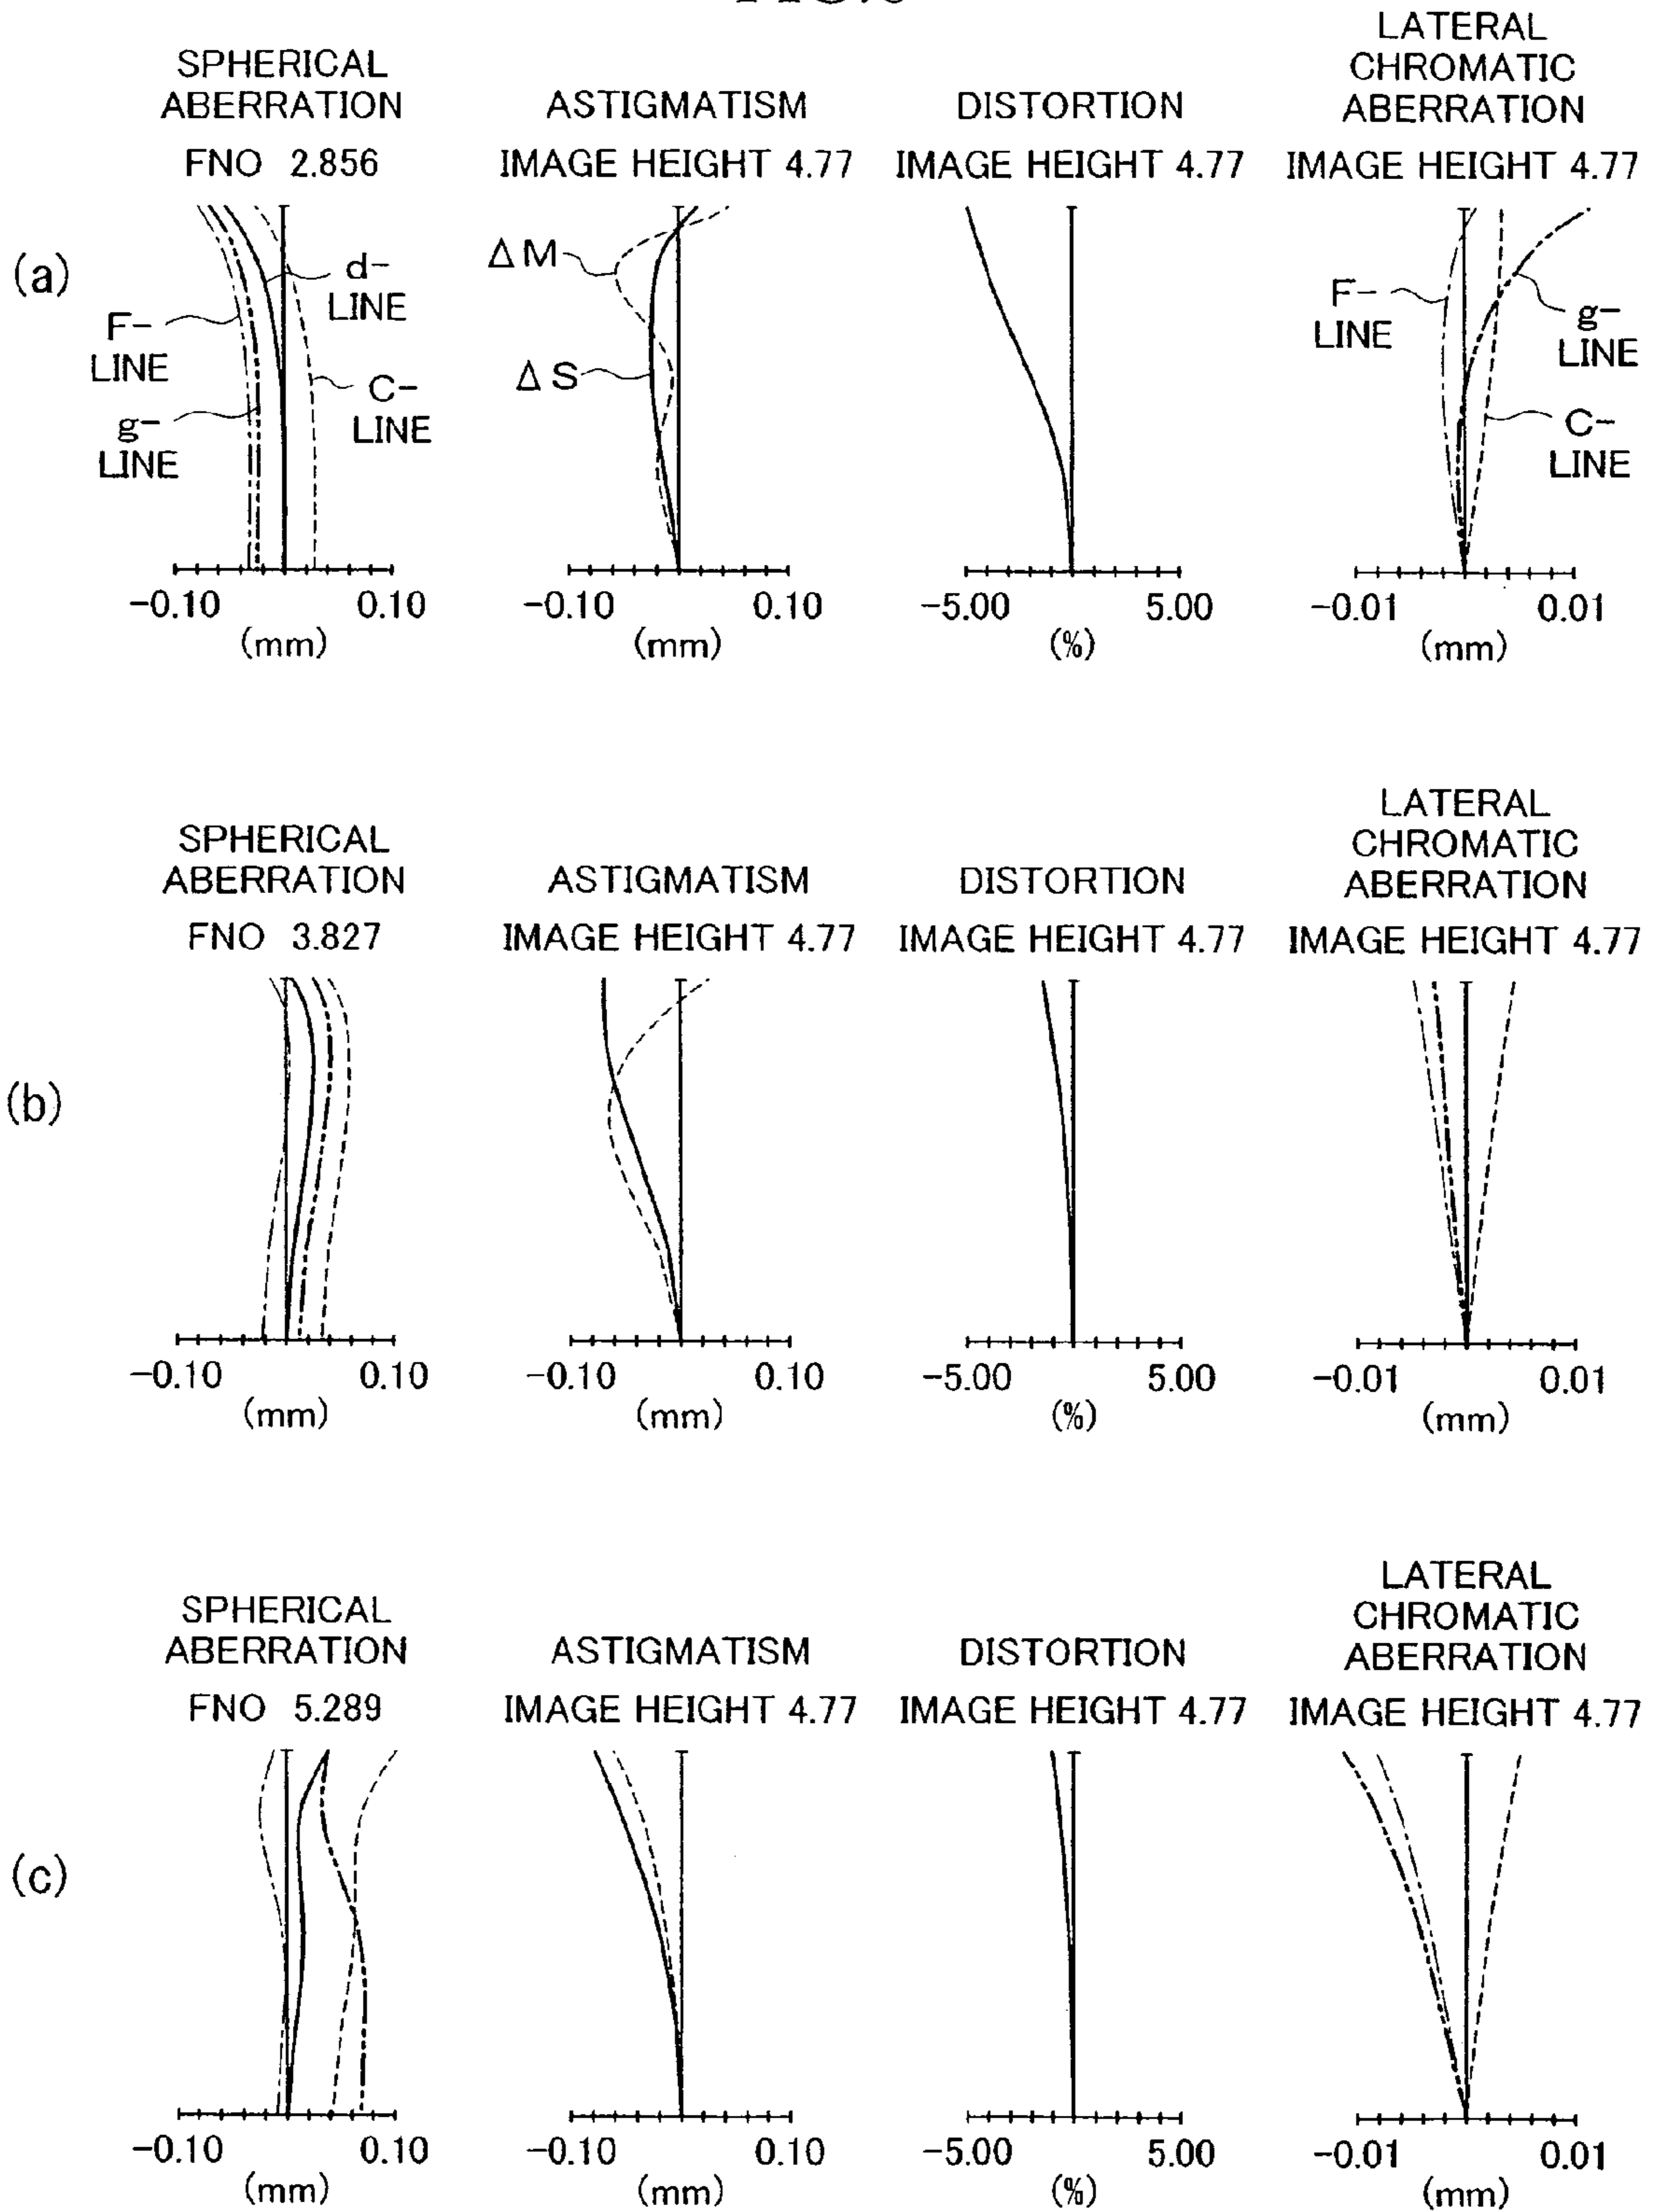 SPHERICAL
ABERRATION
FNO 2.856
ASTIGMATISM
IMAGE HEIGHT 4.77
DISTORTION
IMAGE HEIGHT 4.77
LATERAL
CHROMATIC
ABERRATION
IMAGE HEIGHT 4.77
(a)
F-
LINE
g-
LINE
d-
LINE
C-
LINE
ΔM
ΔS
F-
LINE
g-
LINE
C-
LINE
-0.10 0.10
(mm)
-0.10 0.10
(mm)
-5.00 5.00
(%)
-0.01 0.01
(mm)
SPHERICAL
ABERRATION
FNO 3.827
ASTIGMATISM
IMAGE HEIGHT 4.77
DISTORTION
IMAGE HEIGHT 4.77
LATERAL
CHROMATIC
ABERRATION
IMAGE HEIGHT 4.77
(b)
-0.10 0.10
(mm)
-0.10 0.10
(mm)
-5.00 5.00
(%)
-0.01 0.01
(mm)
SPHERICAL
ABERRATION
FNO 5.289
ASTIGMATISM
IMAGE HEIGHT 4.77
DISTORTION
IMAGE HEIGHT 4.77
LATERAL
CHROMATIC
ABERRATION
IMAGE HEIGHT 4.77
(c)
-0.10 0.10
(mm)
-0.10 0.10
(mm)
-5.00 5.00
(%)
-0.01 0.01
(mm)